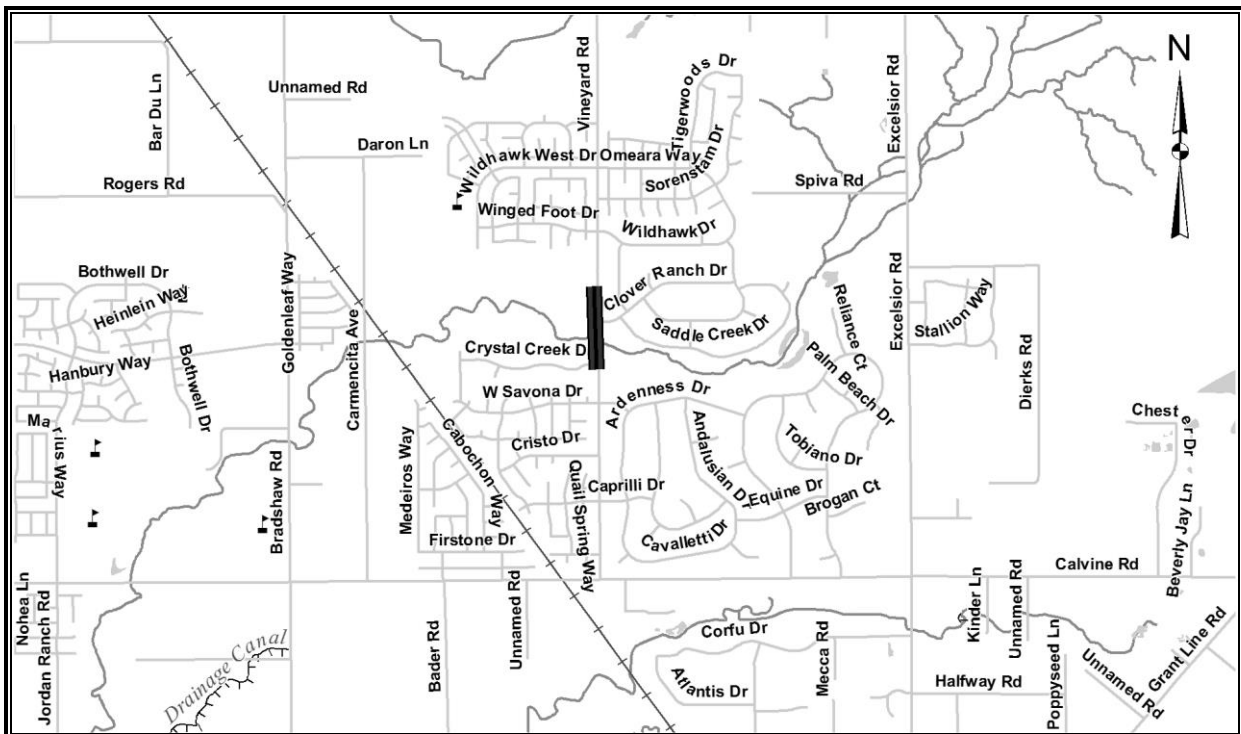 N
Tigerwoods Dr
Vineyard Rd
Excelsior Rd
Unnamed Rd
Bar Du Ln
Daron Ln
Wildhawk West Dr
Omeara Way
Sorenstam Dr
Rogers Rd
Spiva Rd
Winged Foot Dr
Wildhawk Dr
Bothwell Dr
Heinlein Way
Goldenleaf Way
Clover Ranch Dr
Reliance Ct
Excelsior Rd
Stallion Way
Carmencita Ave
Saddle Creek Dr
Hanbury Way
Bothwell Dr
Crystal Creek D
Palm Beach Dr
Dierks Rd
W Savona Dr
Ardenness Dr
Marius Way
Cabochon Way
Cristo Dr
Andalusian Dr
Tobiano Dr
Chester Dr
Medeiros Way
Quail Spring Way
Caprilli Dr
Equine Dr
Brogan Ct
Bradshaw Rd
Firstone Dr
Cavalletti Dr
Beverly Jay Ln
Calvine Rd
Nohea Ln
Jordan Ranch Rd
Unnamed Rd
Kinder Ln
Unnamed Rd
Bader Rd
Corfu Dr
Mecca Rd
Drainage Canal
Atlantis Dr
Halfway Rd
Poppyseed Ln
Unnamed Rd
Grant Line Rd